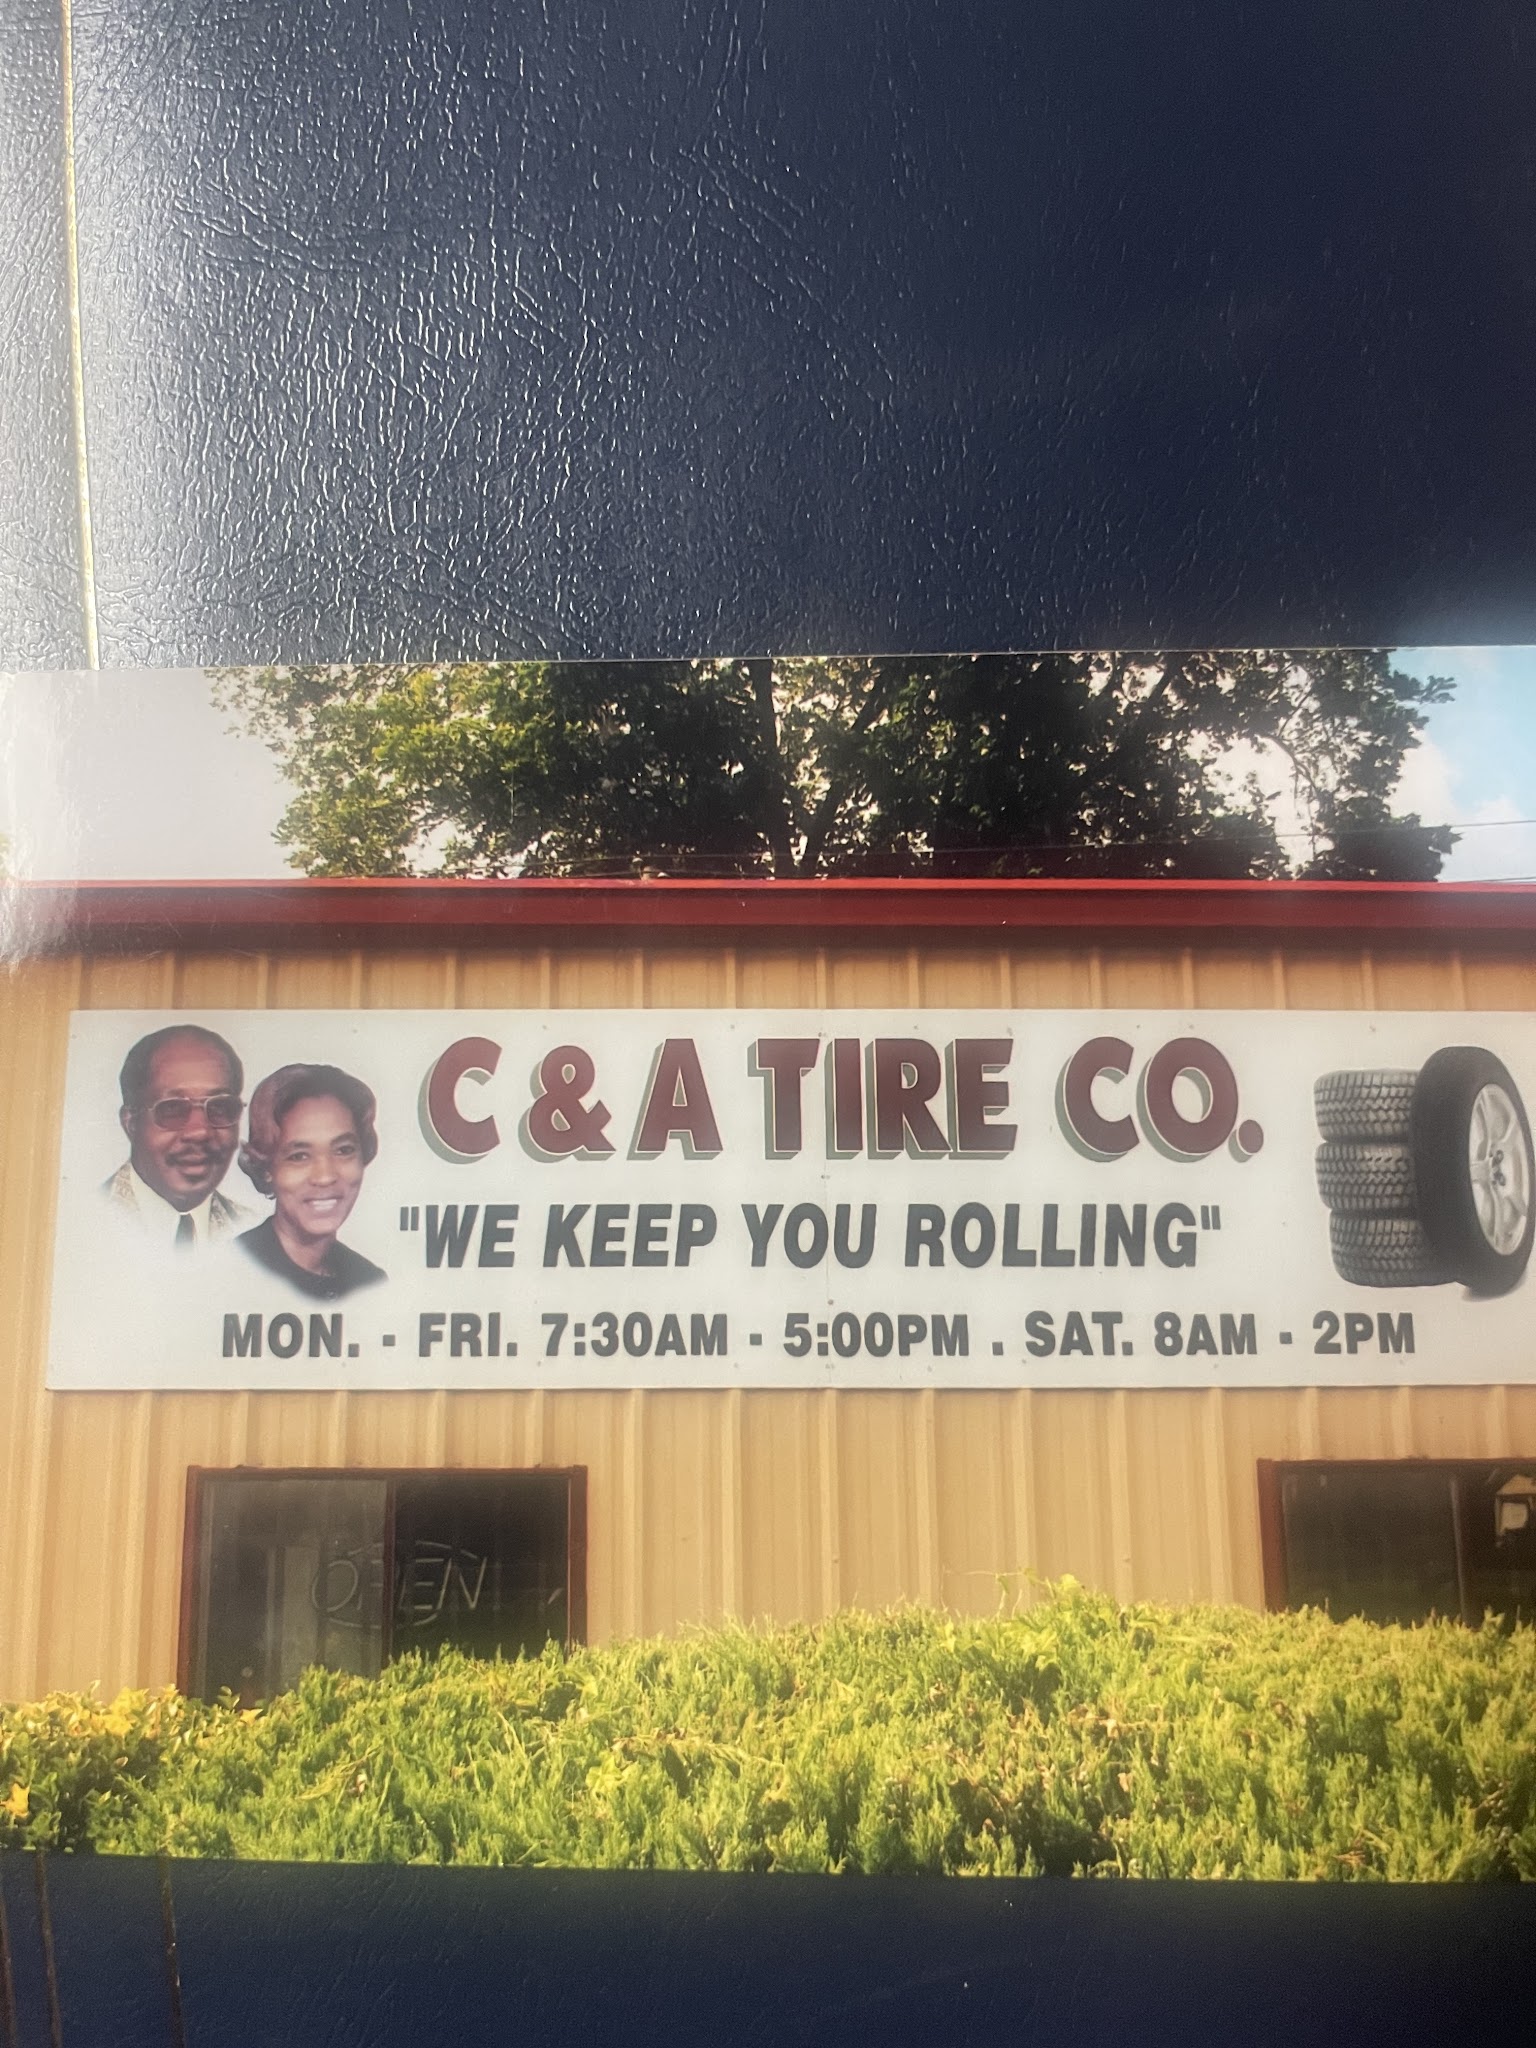 C & A TIRE CO.
"WE KEEP YOU ROLLING"
MON. - FRI. 7:30AM - 5:00PM . SAT. 8AM - 2PM
OPEN